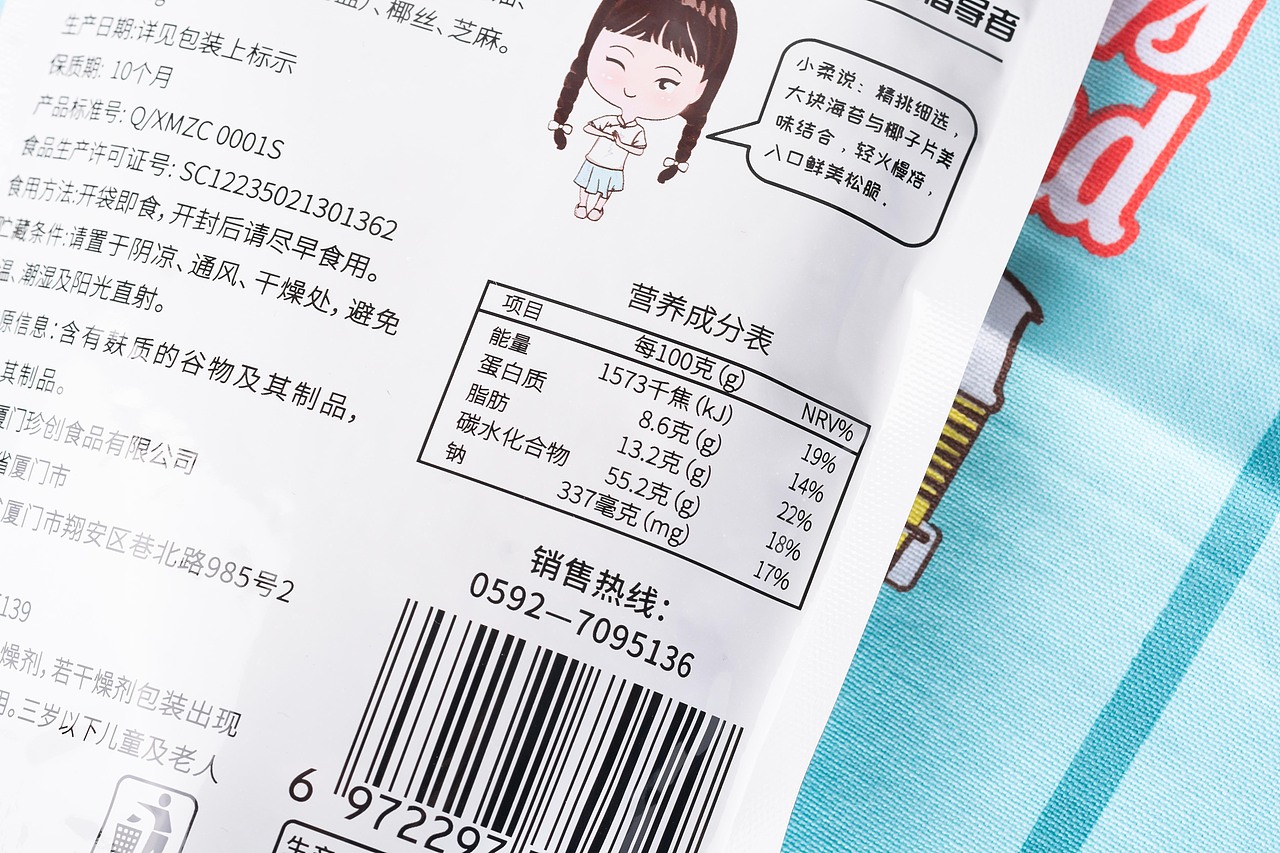 、椰丝、芝麻。
生产日期:详见包装上标示
保质期: 10个月
产品标准号: Q/XMZC 0001S
食品生产许可证号: SC12235021301362
食用方法:开袋即食,开封后请尽早食用。
贮藏条件:请置于阴凉、通风、干燥处,避免
温、潮湿及阳光直射。
原信息:含有麸质的谷物及其制品,
其制品。
厦门珍创食品有限公司
省厦门市
厦门市翔安区巷北路985号2
139
燥剂,若干燥剂包装出现
用。三岁以下儿童及老人
指导者
小柔说:精挑细选,
大块海苔与椰子片美
味结合,轻火慢焙,
入口鲜美松脆.
营养成分表
项目 每100克(g) NRV%
能量 1573千焦(kJ) 19%
蛋白质 8.6克(g) 14%
脂肪 13.2克(g) 22%
碳水化合物 55.2克(g) 18%
钠 337毫克(mg) 17%
销售热线:
0592—7095136
6 972297
生产